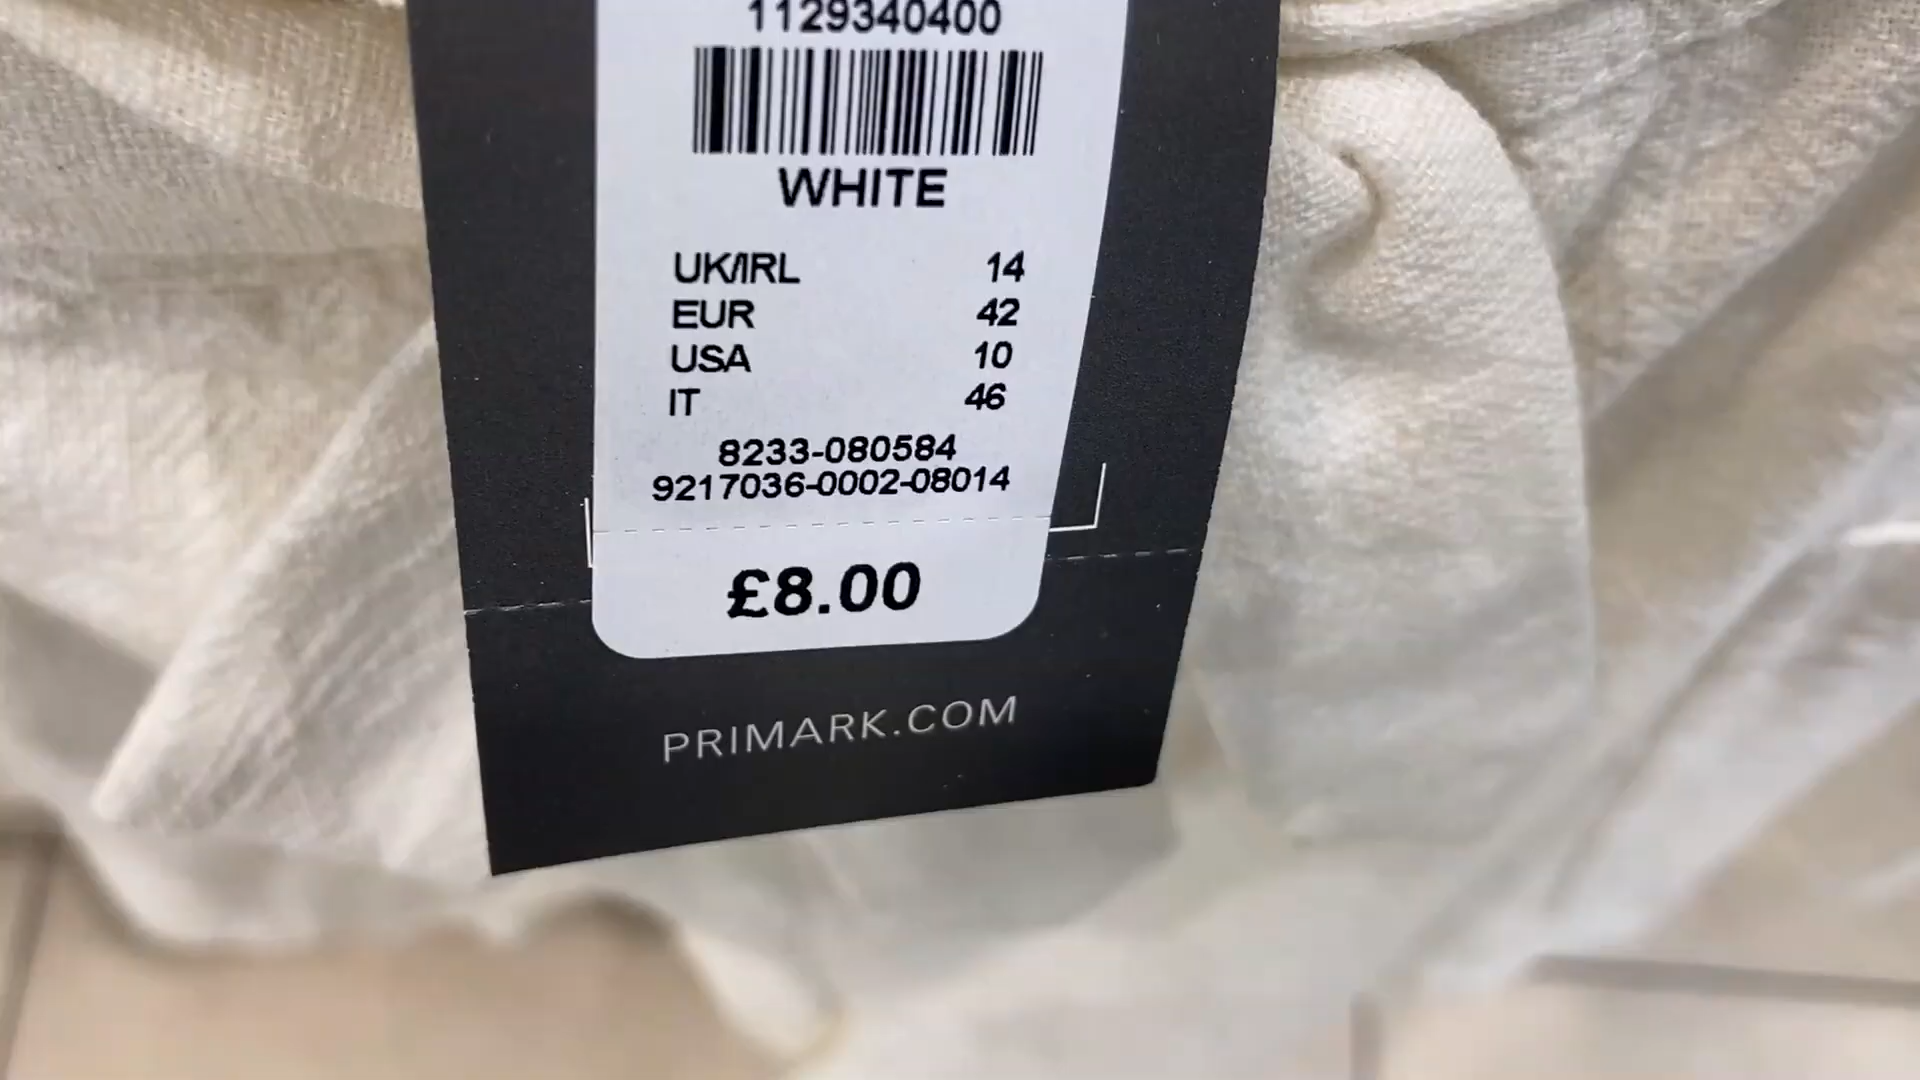 1129340400
WHITE
UK/IRL 14
EUR 42
USA 10
IT 46
8233-080584
9217036-0002-08014
£8.00
PRIMARK.COM